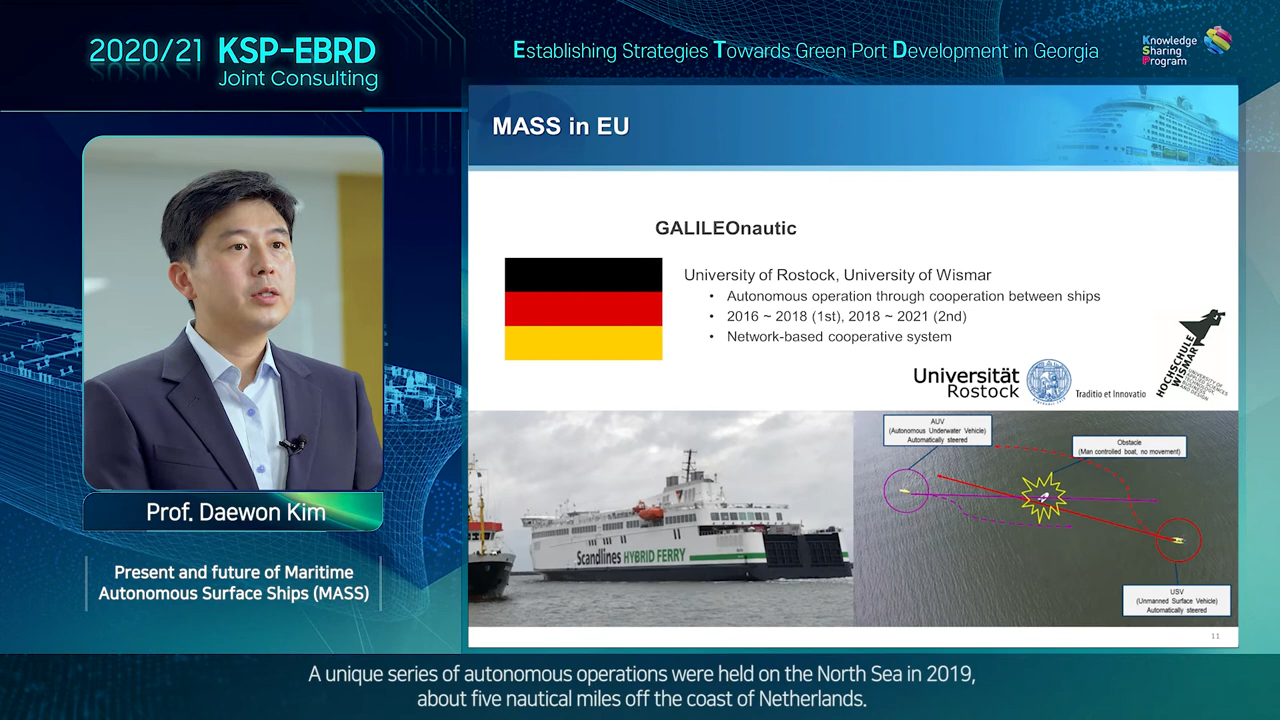 2020/21 KSP-EBRD
Joint Consulting
Establishing Strategies Towards Green Port Development in Georgia
Knowledge
Sharing
Program
MASS in EU
GALILEOnautic
University of Rostock, University of Wismar
• Autonomous operation through cooperation between ships
• 2016 ~ 2018 (1st), 2018 ~ 2021 (2nd)
• Network-based cooperative system
Universität
Rostock
Traditio et Innovatio
HOCHSCHULE
WISMAR
UNIVERSITY OF
APPLIED SCIENCES
AUV
(Autonomous Underwater Vehicle)
Automatically steered
Obstacle
(Man controlled boat, no movement)
Scandlines HYBRID FERRY
USV
(Unmanned Surface Vehicle)
Automatically steered
11
Prof. Daewon Kim
Present and future of Maritime
Autonomous Surface Ships (MASS)
A unique series of autonomous operations were held on the North Sea in 2019,
about five nautical miles off the coast of Netherlands.